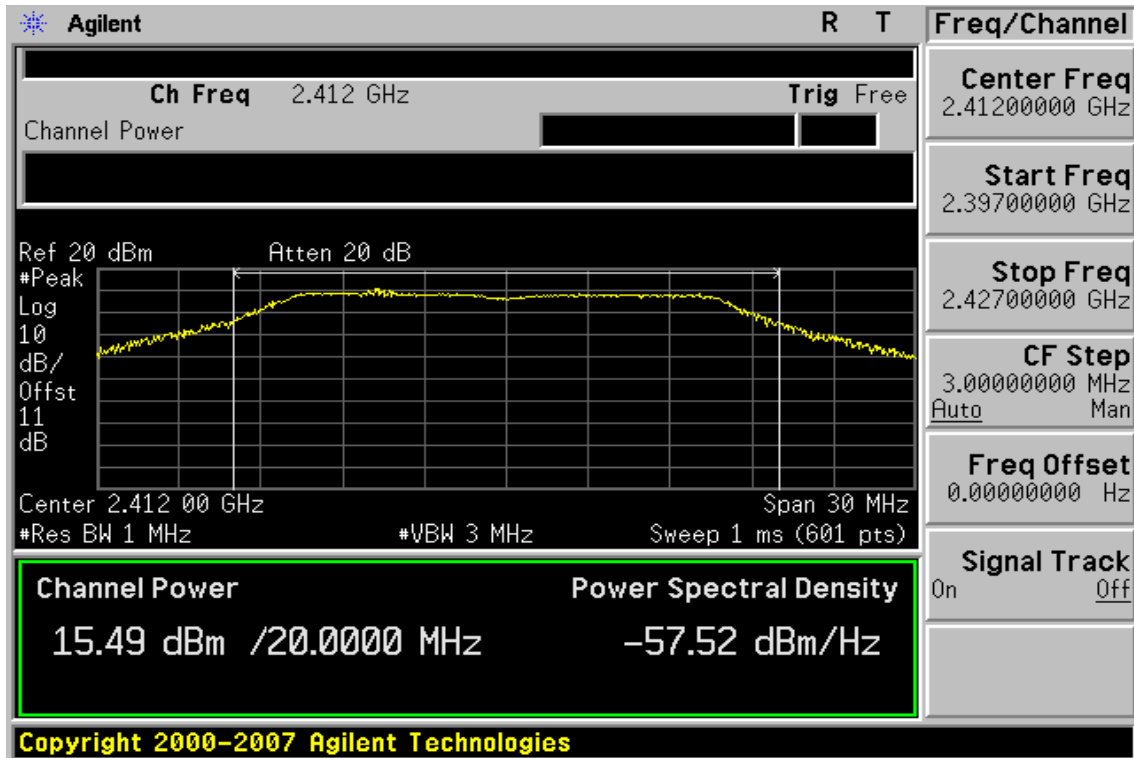 Agilent R T
Ch Freq 2.412 GHz Trig Free
Channel Power
Ref 20 dBm Atten 20 dB
#Peak
Log
10
dB/
Offst
11
dB
Center 2.412 00 GHz Span 30 MHz
#Res BW 1 MHz #VBW 3 MHz Sweep 1 ms (601 pts)
Channel Power Power Spectral Density
15.49 dBm /20.0000 MHz -57.52 dBm/Hz
Copyright 2000-2007 Agilent Technologies
Freq/Channel
Center Freq
2.41200000 GHz
Start Freq
2.39700000 GHz
Stop Freq
2.42700000 GHz
CF Step
3.00000000 MHz
Auto Man
Freq Offset
0.00000000 Hz
Signal Track
On Off